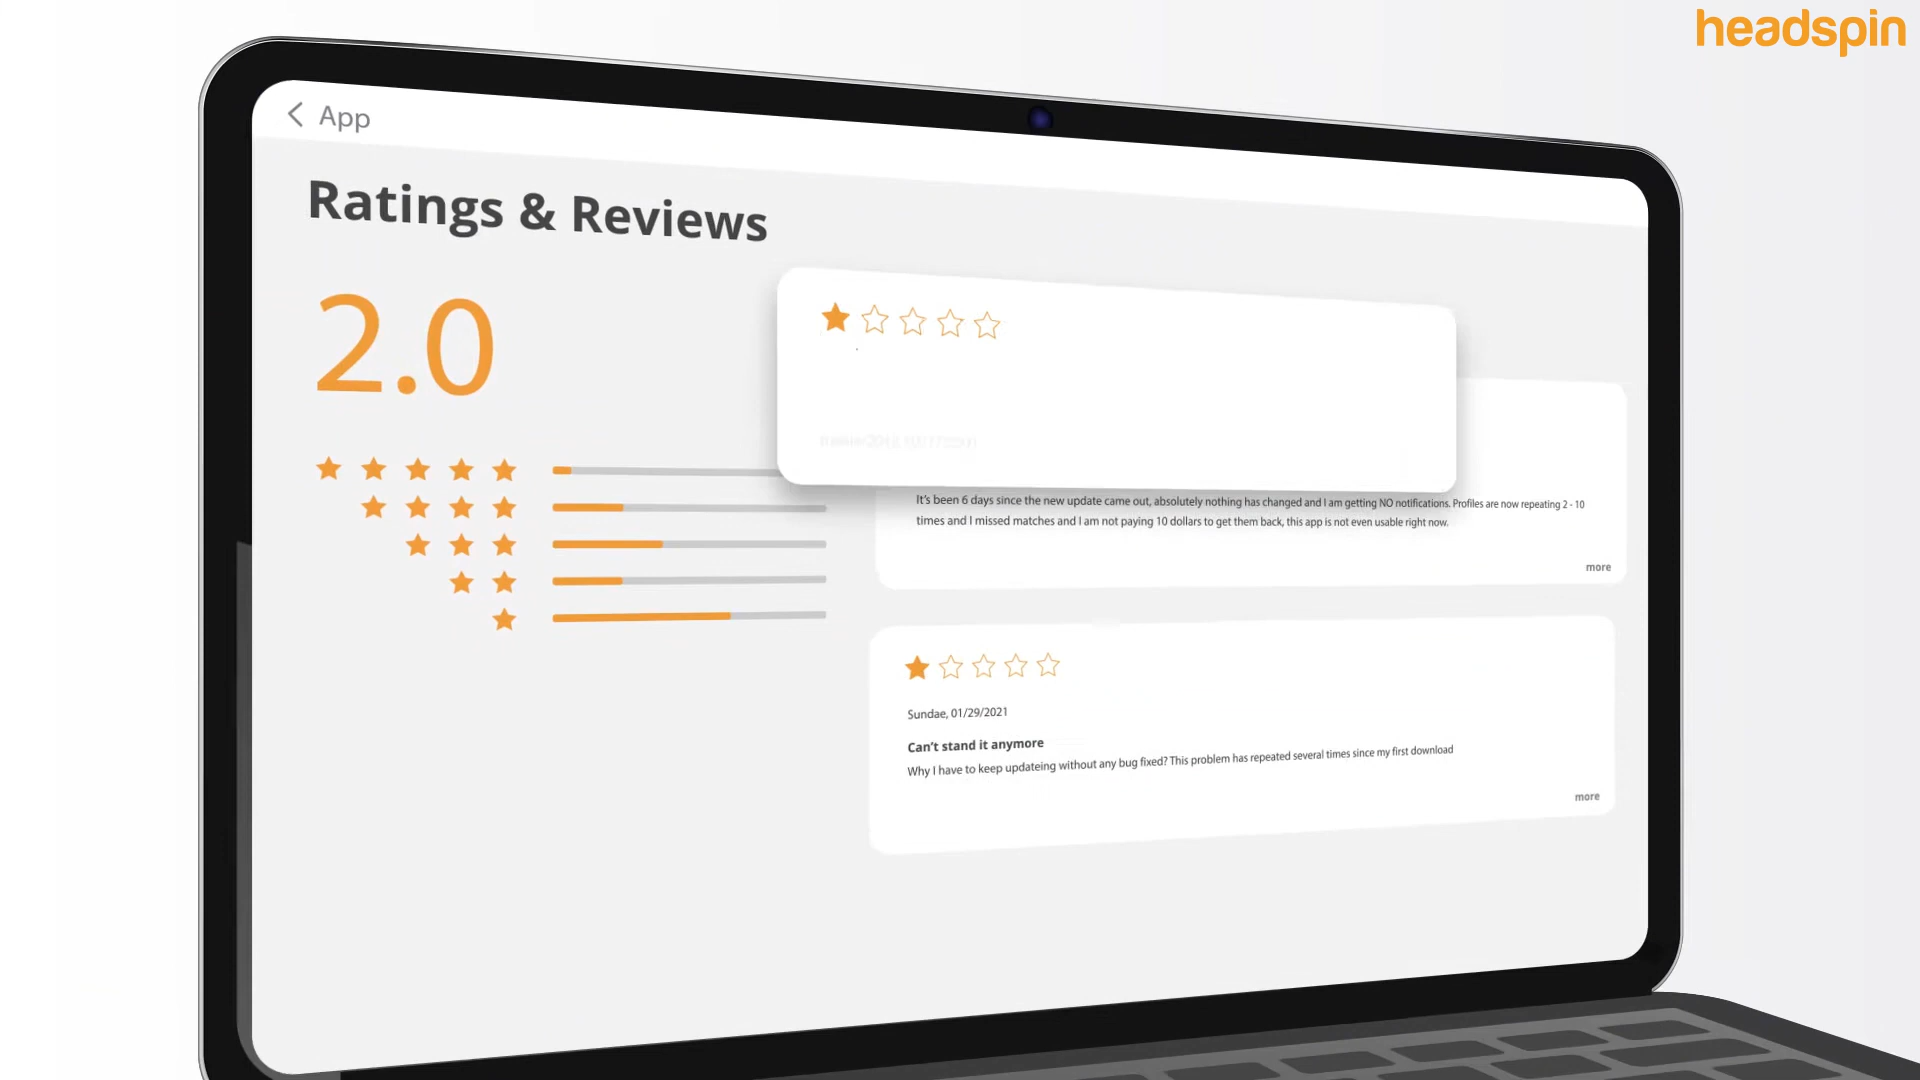 headspin
App
Ratings & Reviews
2.0
It's been 6 days since the new update came out, absolutely nothing has changed and I am getting NO notifications. Profiles are now repeating 2 - 10
times and I missed matches and I am not paying 10 dollars to get them back, this app is not even usable right now.
more
Sundae, 01/29/2021
Can't stand it anymore
Why I have to keep updateing without any bug fixed? This problem has repeated several times since my first download
more